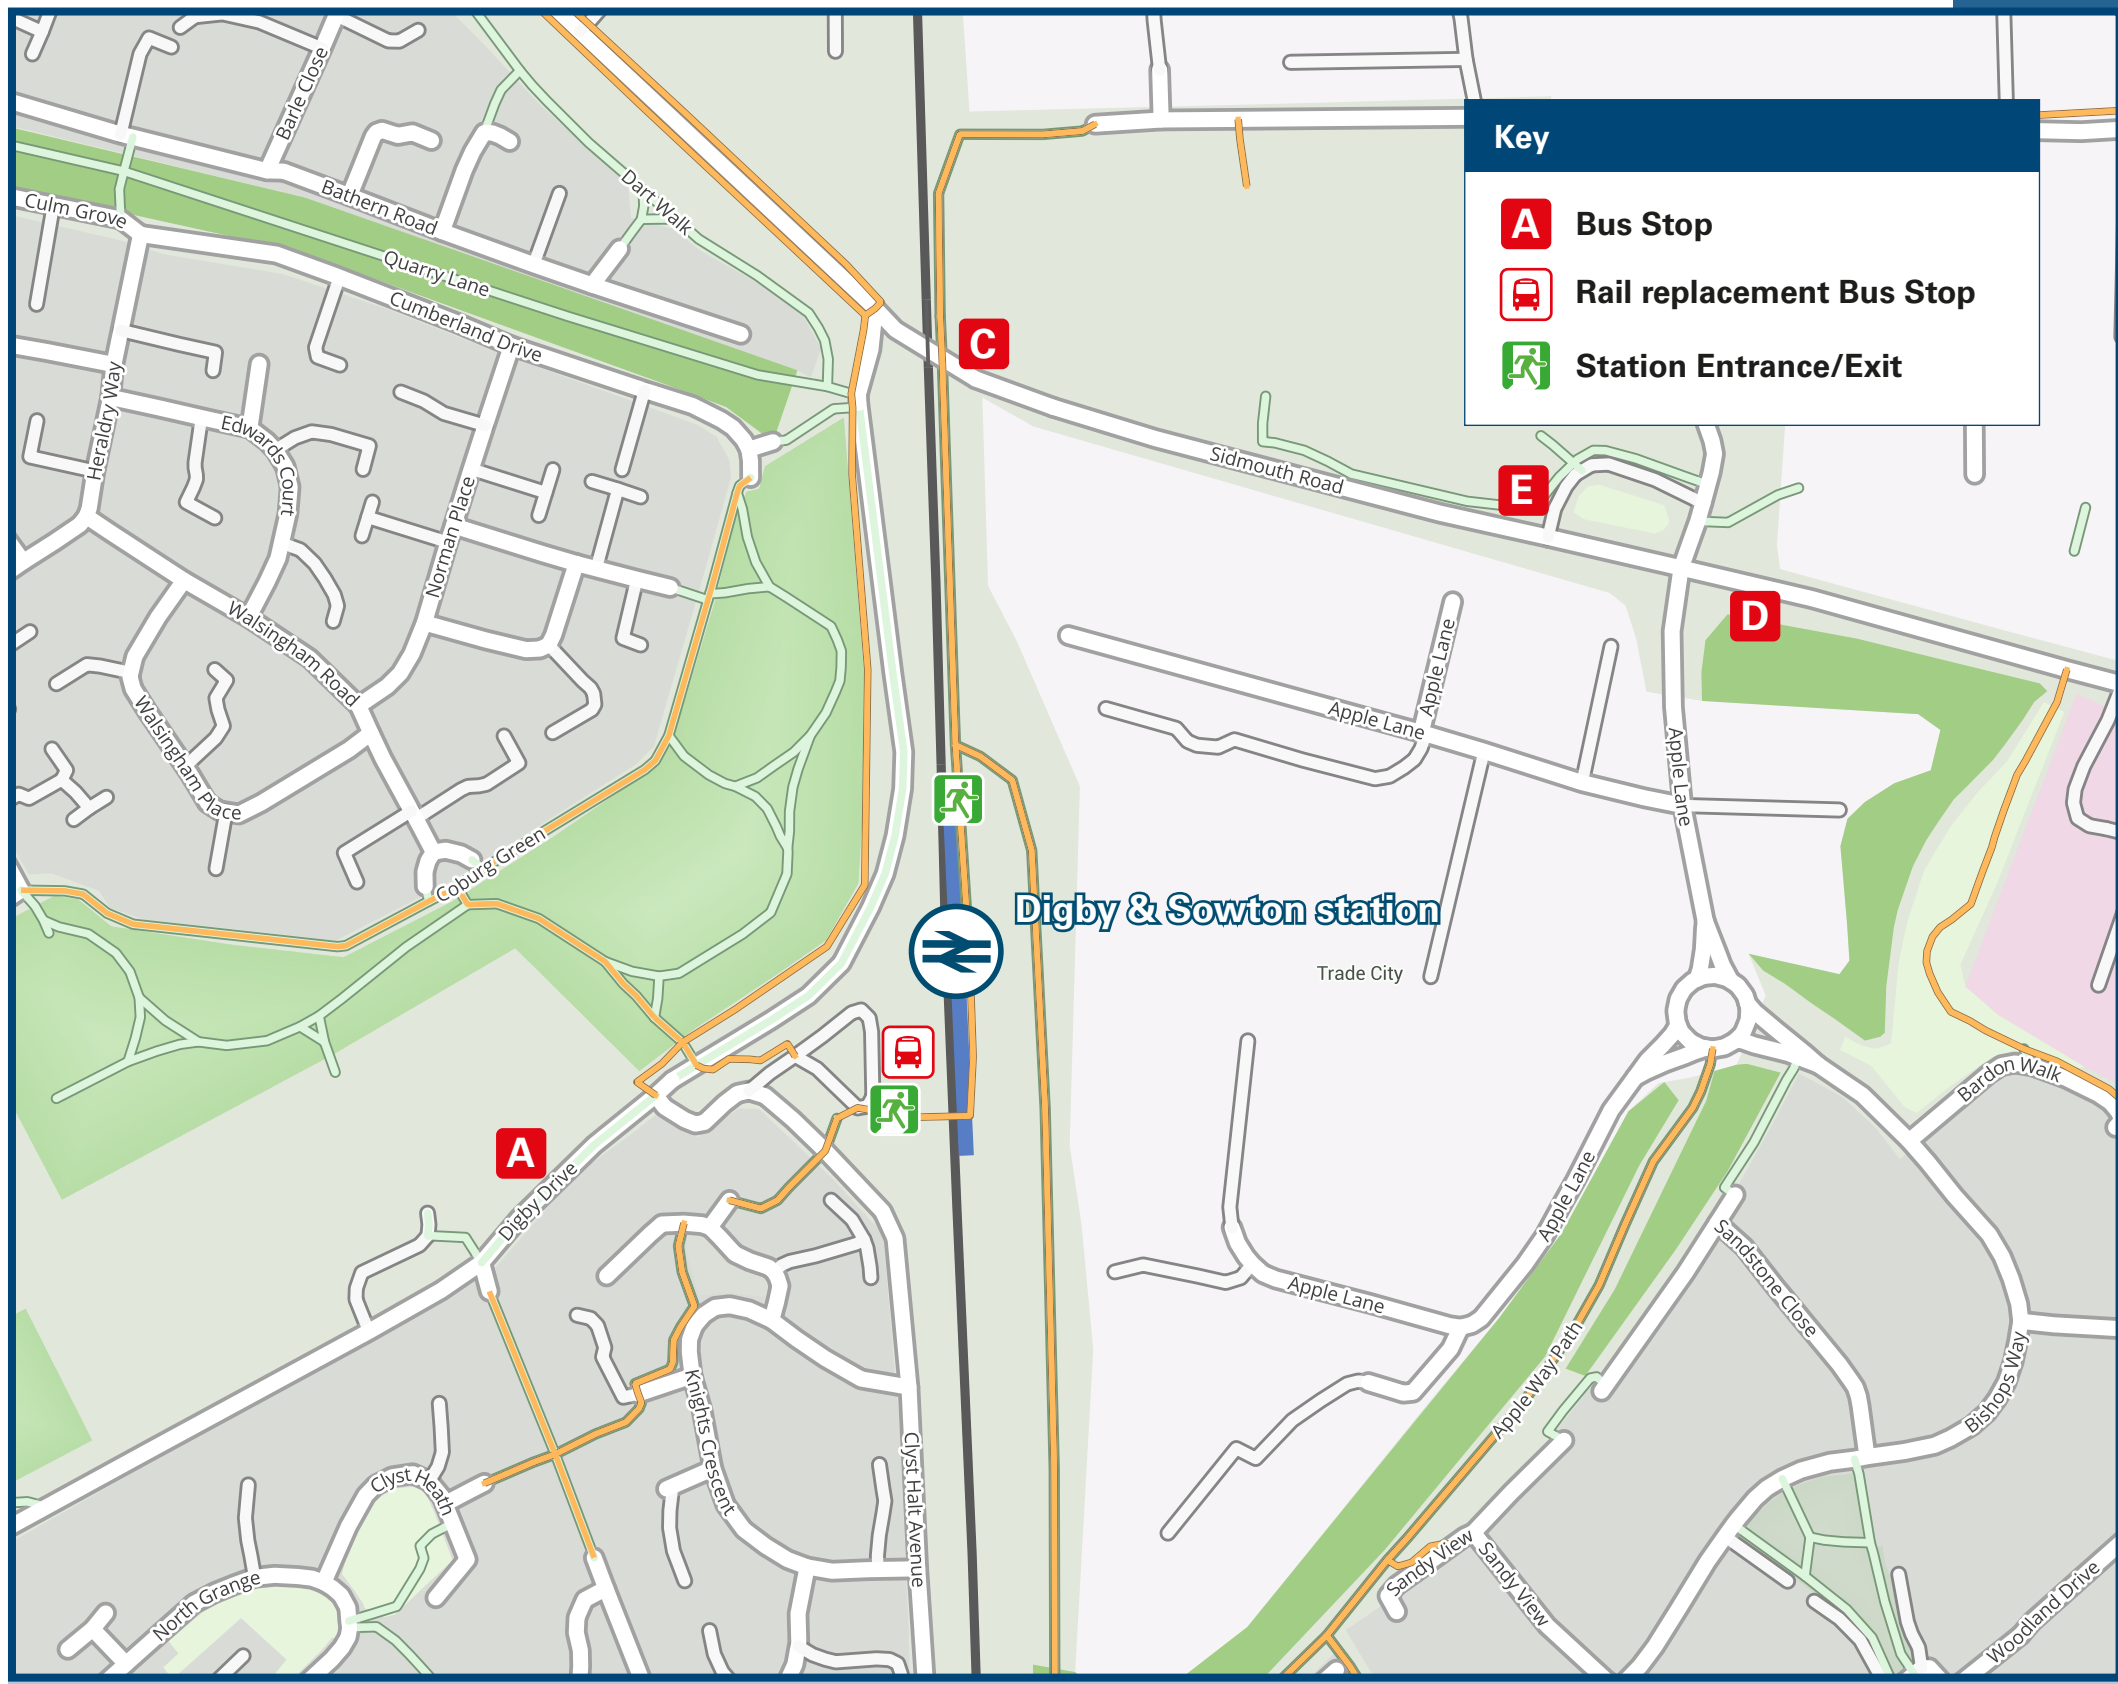 Key
A Bus Stop
Rail replacement Bus Stop
Station Entrance/Exit
Barle Close
Bathern Road
Culm Grove
Dart Walk
Quarry Lane
Cumberland Drive
C
Heraldry Way
Edwards Court
Norman Place
Sidmouth Road
E
D
Walsingham Road
Walsingham Place
Apple Lane
Apple Lane
Apple Lane
Coburg Green
Digby & Sowton station
Trade City
Bardon Walk
A
Digby Drive
Apple Lane
Apple Lane
Sandstone Close
Apple Way Path
Bishops Way
Knights Crescent
Clyst Halt Avenue
Clyst Heath
North Grange
Sandy View
Sandy View
Woodland Drive